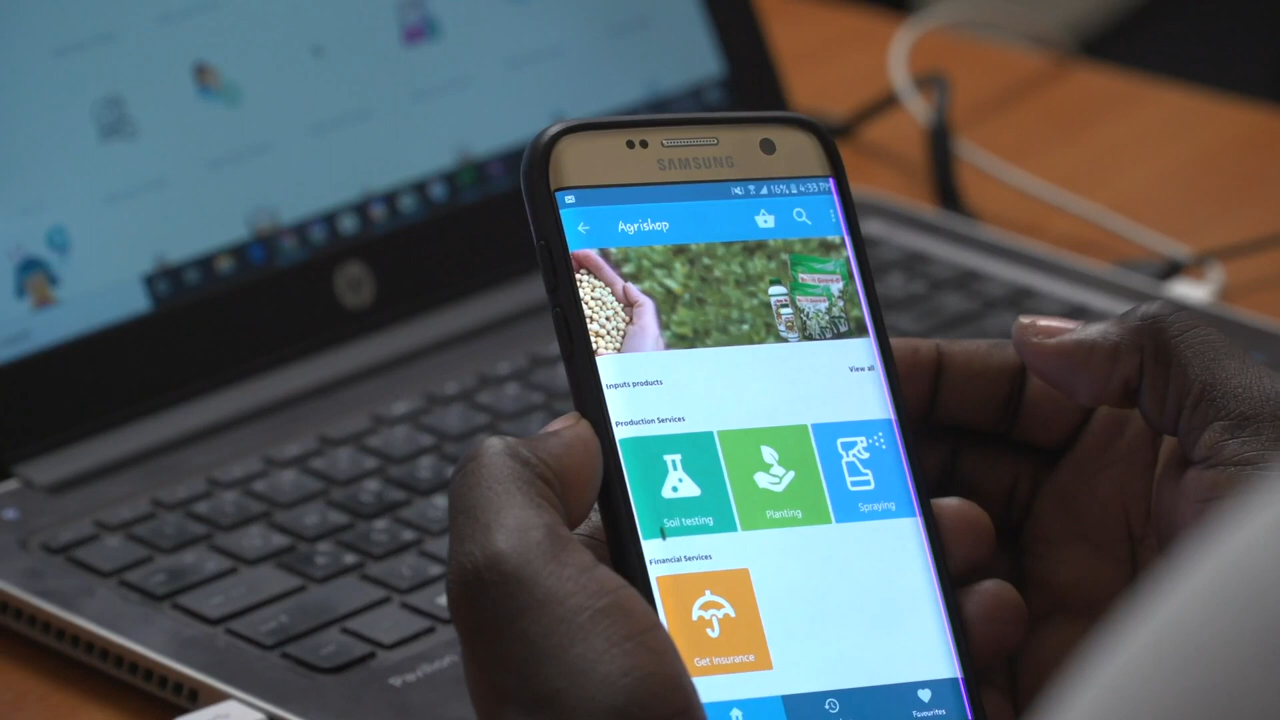 SAMSUNG
16% 4:33 PM
Agrishop
Inputs products
View all
Production Services
Soil testing
Planting
Spraying
Financial Services
Get Insurance
Favourites
Pavilion